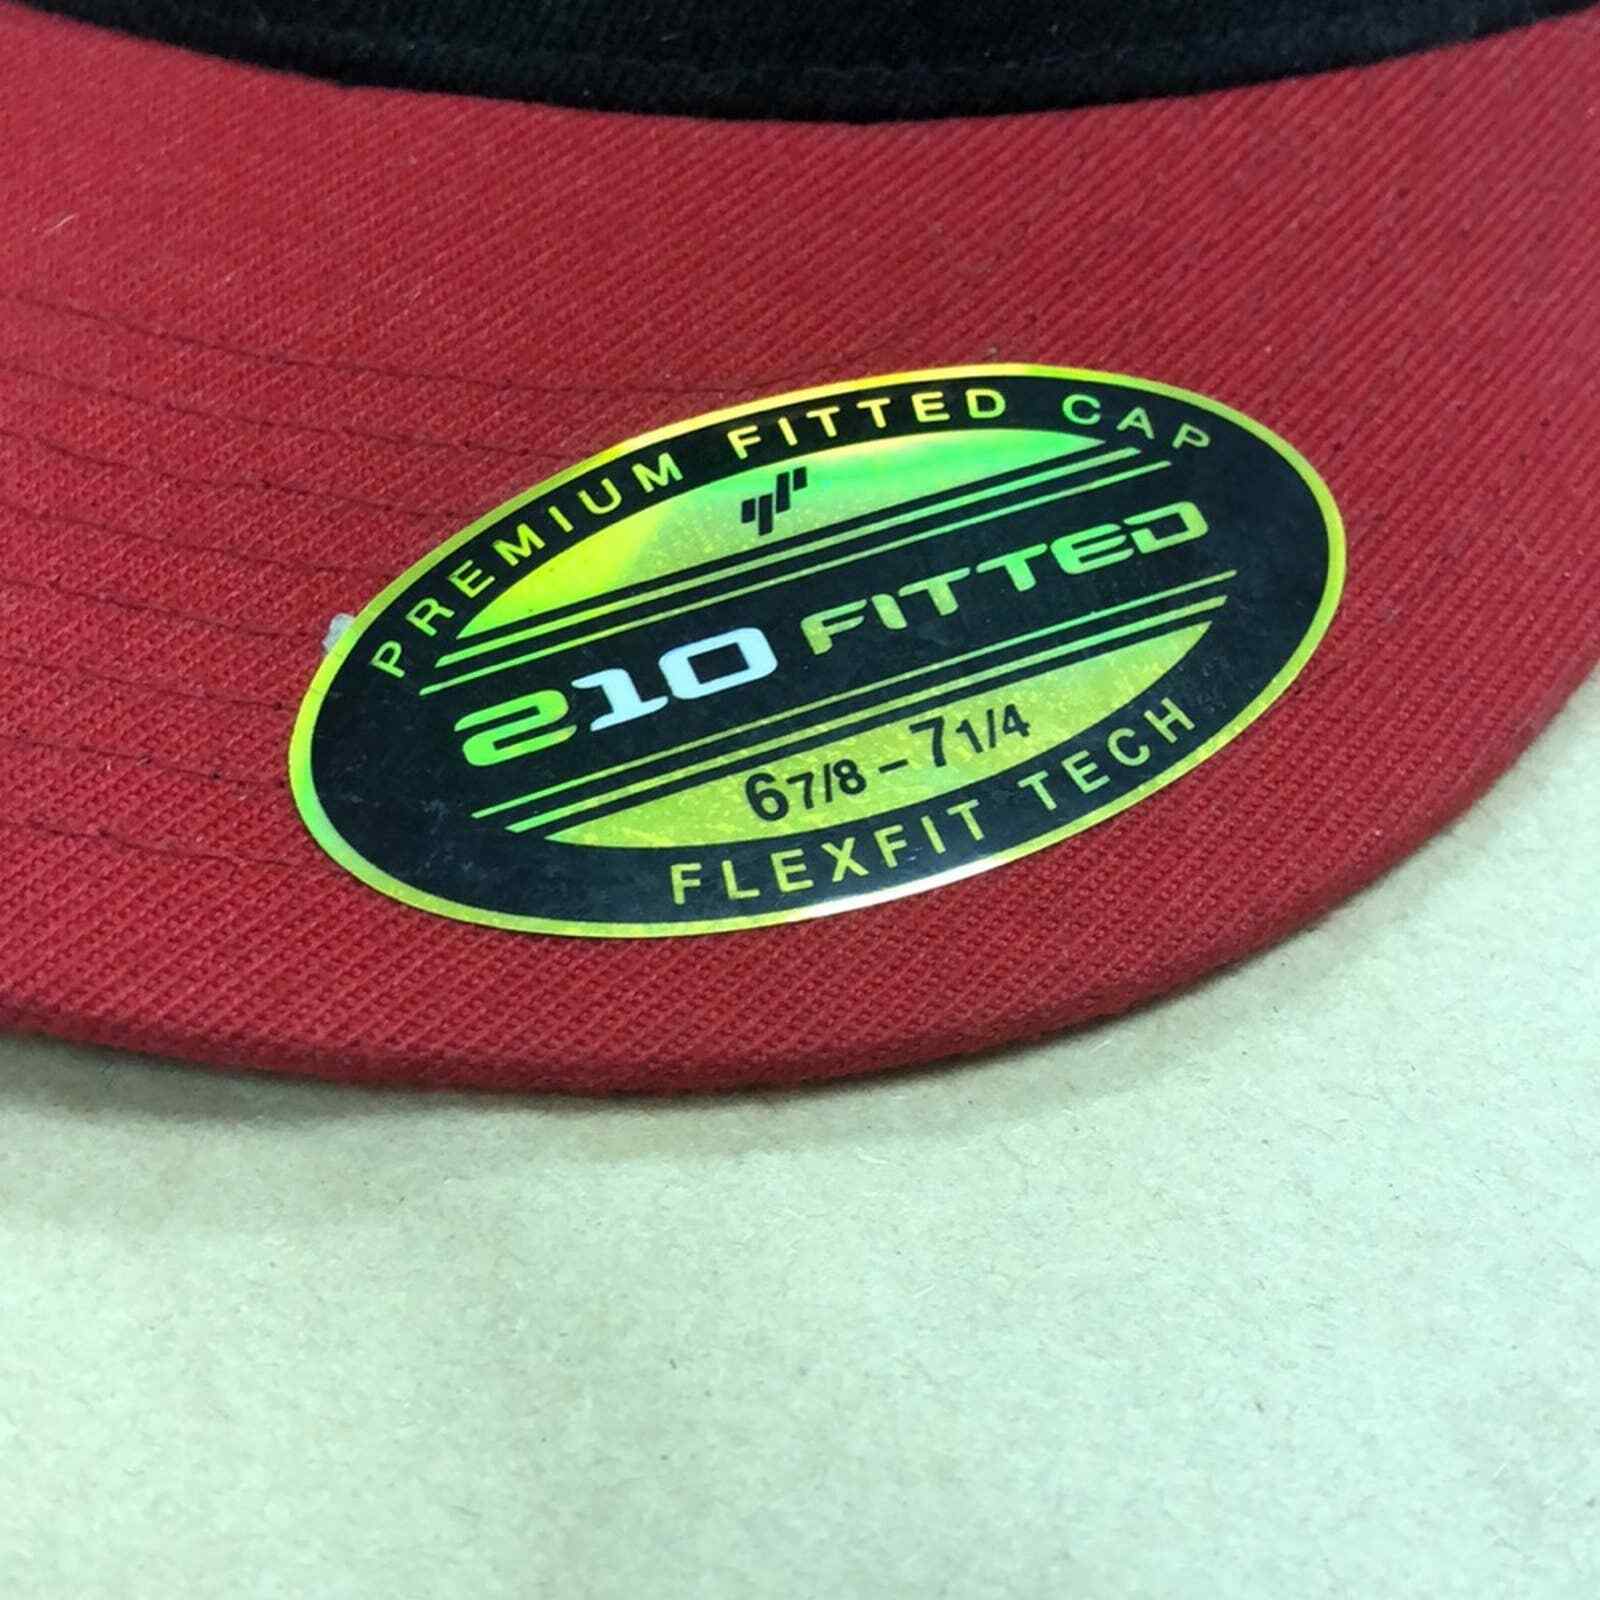 PREMIUM FITTED CAP
210 FITTED
6 7/8 - 7 1/4
FLEXFIT TECH